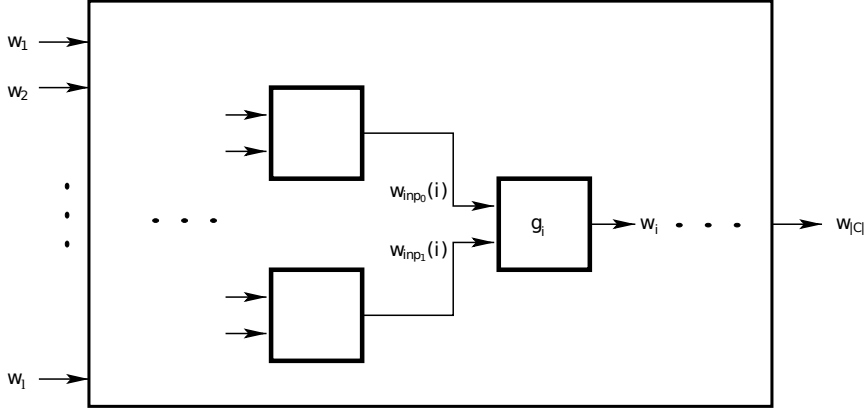 w₁
w₂
w_inp₀(i)
g_i
w_i
w_|C|
w_inp₁(i)
w_l